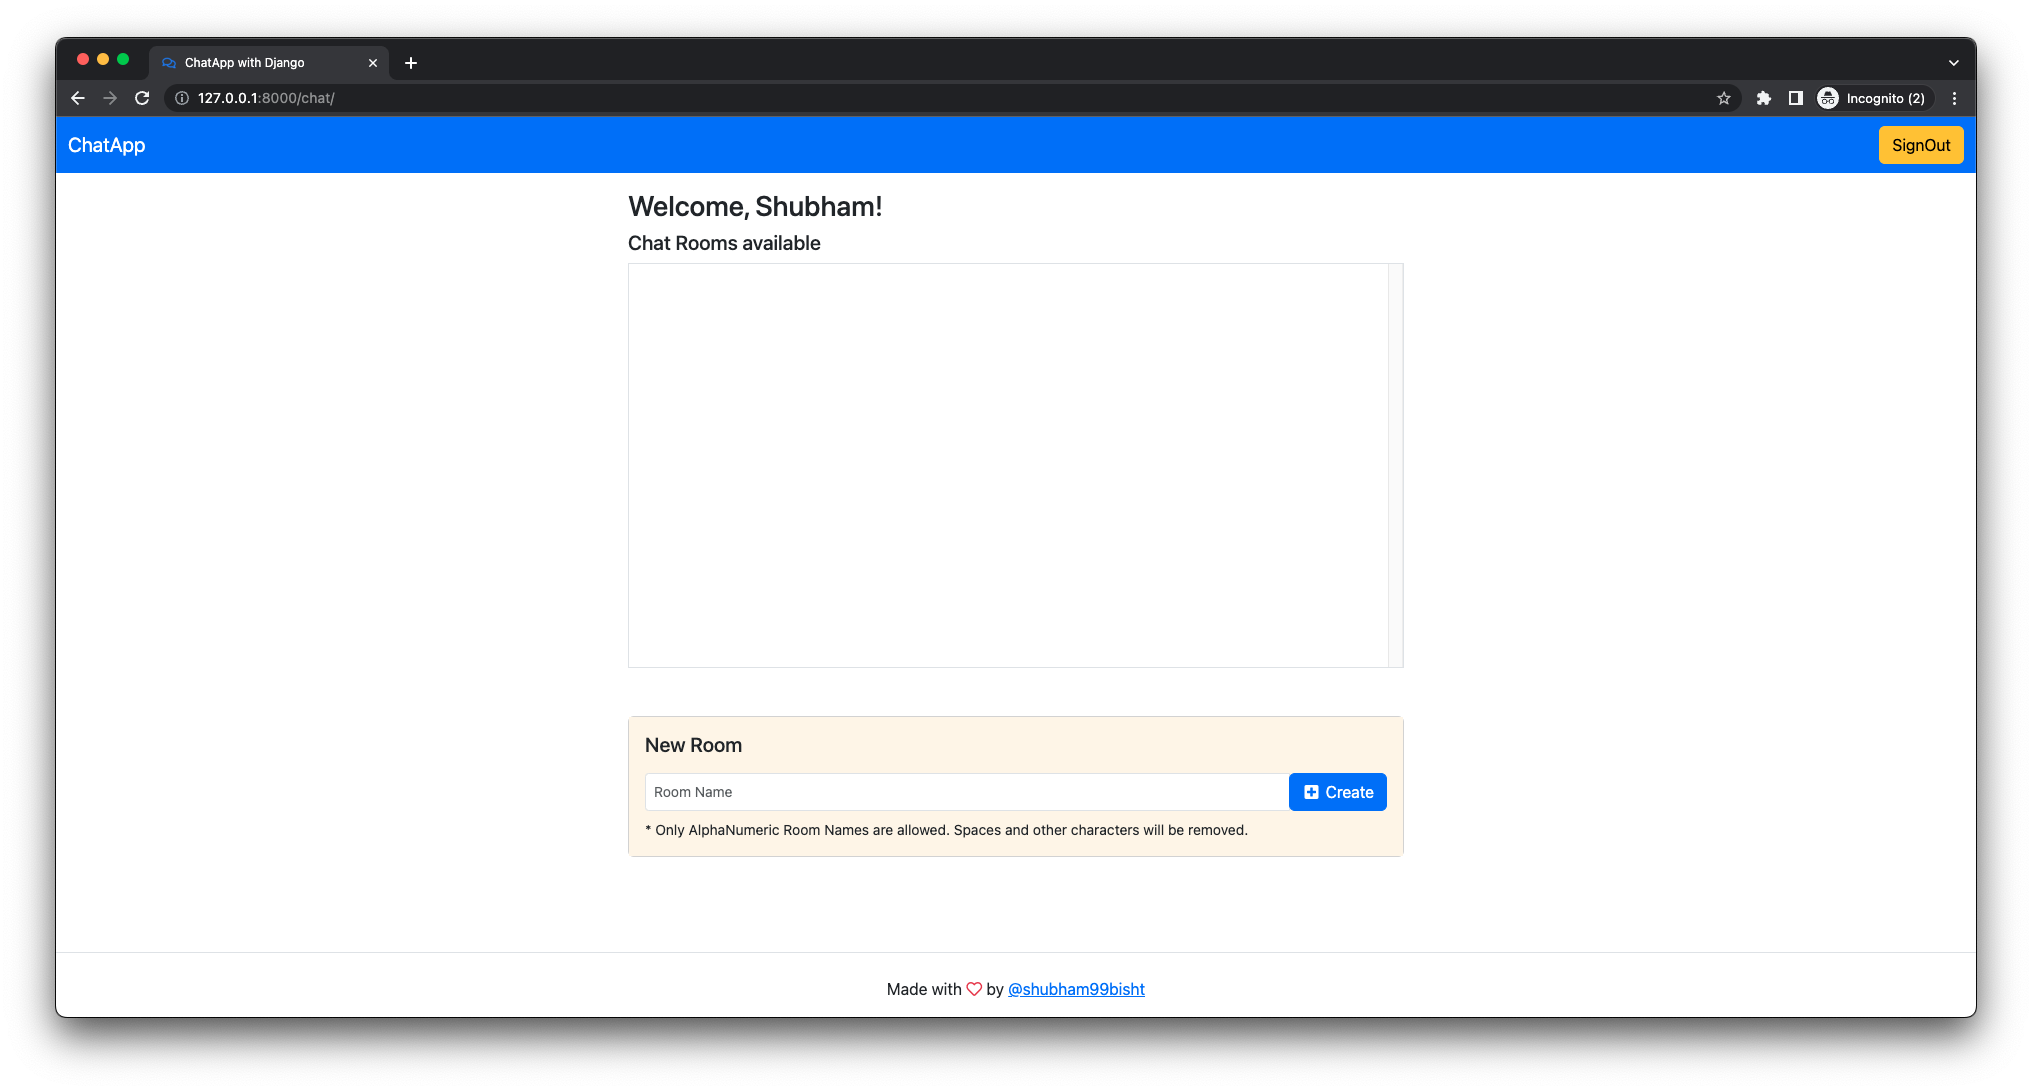 ChatApp with Django
127.0.0.1:8000/chat/
Incognito (2)
ChatApp
SignOut
Welcome, Shubham!
Chat Rooms available
New Room
Room Name
Create
* Only AlphaNumeric Room Names are allowed. Spaces and other characters will be removed.
Made with by @shubham99bisht